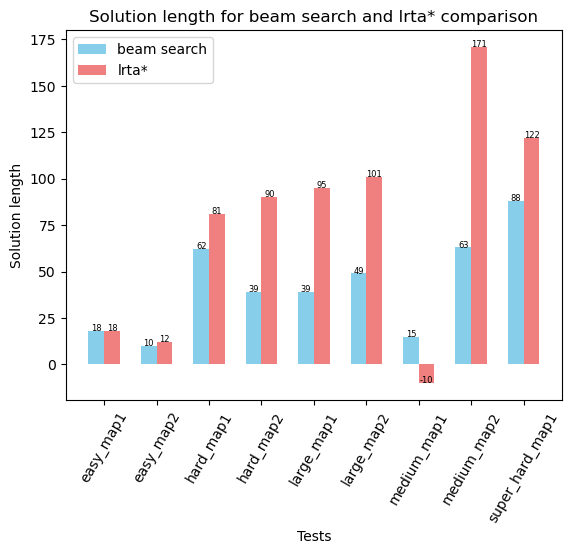 Solution length for beam search and lrta* comparison
beam search
lrta*
Solution length
175
150
125
100
75
50
25
0
18
18
10
12
62
81
39
90
39
95
49
101
15
-10
63
171
88
122
easy_map1
easy_map2
hard_map1
hard_map2
large_map1
large_map2
medium_map1
medium_map2
super_hard_map1
Tests